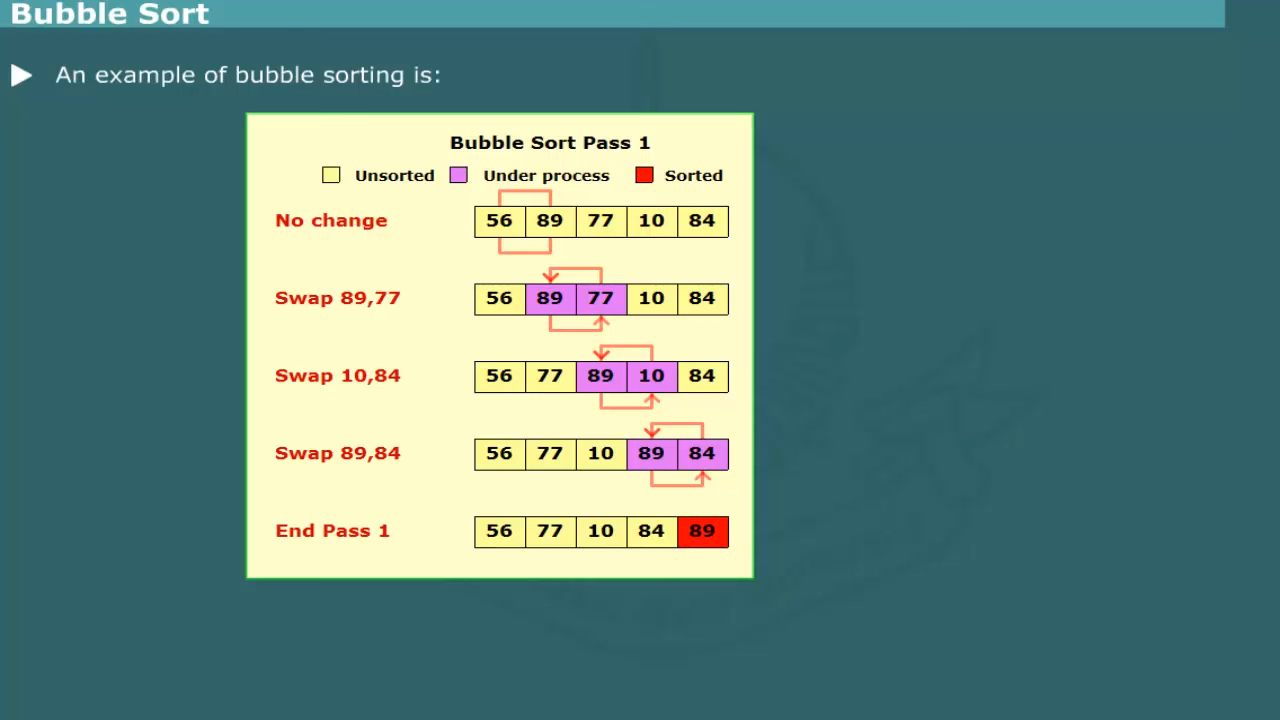 Bubble Sort
An example of bubble sorting is:
Bubble Sort Pass 1
Unsorted Under process Sorted
No change 56 89 77 10 84
Swap 89,77 56 89 77 10 84
Swap 10,84 56 77 89 10 84
Swap 89,84 56 77 10 89 84
End Pass 1 56 77 10 84 89